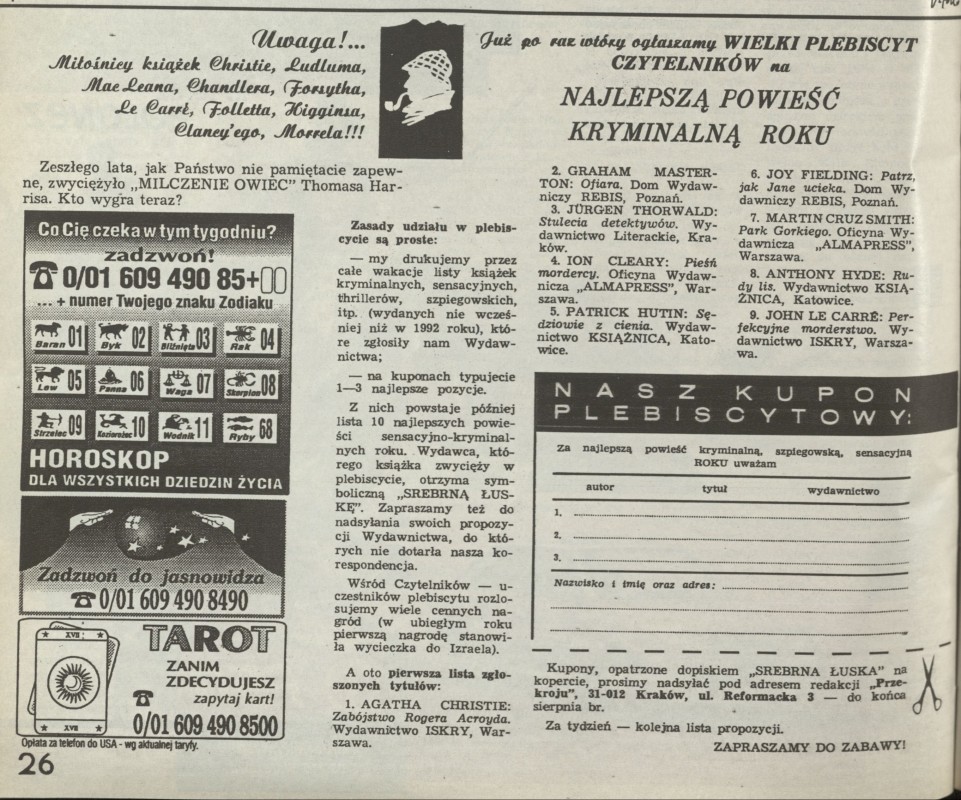 Uwaga!...
Miłośnicy książek Christie, Ludluma,
Mac Leana, Chandlera, Forsytha,
Le Carré, Folletta, Higginsa,
Clancy'ego, Morrela!!!
Już po raz wtóry ogłaszamy WIELKI PLEBISCYT
CZYTELNIKÓW na
NAJLEPSZĄ POWIEŚĆ
KRYMINALNĄ ROKU
Zeszłego lata, jak Państwo nie pamiętacie zapew-
ne, zwyciężyło „MILCZENIE OWIEC” Thomasa Har-
risa. Kto wygra teraz?
Co Cię czeka w tym tygodniu?
zadzwoń!
0/01 609 490 85+
... + numer Twojego znaku Zodiaku
Baran 01 Byk 02 Bliźnięta 03 Rak 04
Lew 05 Panna 06 Waga 07 Skorpion 08
Strzelec 09 Koziorożec 10 Wodnik 11 Ryby 68
HOROSKOP
DLA WSZYSTKICH DZIEDZIN ŻYCIA
Zadzwoń do jasnowidza
0/01 609 490 8490
XVII
XVII
TAROT
ZANIM
ZDECYDUJESZ
zapytaj kart!
0/01 609 490 8500
Opłata za telefon do USA - wg aktualnej taryfy.
26
Zasady udziału w plebis-
cycie są proste:
— my drukujemy przez
całe wakacje listy książek
kryminalnych, sensacyjnych,
thrillerów, szpiegowskich,
itp. (wydanych nie wcześ-
niej niż w 1992 roku), któ-
re zgłosiły nam Wydaw-
nictwa;
— na kuponach typujecie
1—3 najlepsze pozycje.
Z nich powstaje później
lista 10 najlepszych powie-
ści sensacyjno-kryminal-
nych roku. Wydawca, któ-
rego książka zwycięży w
plebiscycie, otrzyma sym-
boliczną „SREBRNĄ ŁUS-
KĘ”. Zapraszamy też do
nadsyłania swoich propozy-
cji Wydawnictwa, do któ-
rych nie dotarła nasza ko-
respondencja.
Wśród Czytelników — u-
czestników plebiscytu rozlo-
sujemy wiele cennych na-
gród (w ubiegłym roku
pierwszą nagrodę stanowi-
ła wycieczka do Izraela).
A oto pierwsza lista zgło-
szonych tytułów:
1. AGATHA CHRISTIE:
Zabójstwo Rogera Acroyda.
Wydawnictwo ISKRY, War-
szawa.
2. GRAHAM MASTER-
TON: Ofiara. Dom Wydaw-
niczy REBIS, Poznań.
3. JÜRGEN THORWALD:
Stulecia detektywów. Wy-
dawnictwo Literackie, Kra-
ków.
4. ION CLEARY: Pieśń
mordercy. Oficyna Wydaw-
nicza „ALMAPRESS”, War-
szawa.
5. PATRICK HUTIN: Sę-
dziowie z cienia. Wydaw-
nictwo KSIĄŻNICA, Kato-
wice.
6. JOY FIELDING: Patrz,
jak Jane ucieka. Dom Wy-
dawniczy REBIS, Poznań.
7. MARTIN CRUZ SMITH:
Park Gorkiego. Oficyna Wy-
dawnicza „ALMAPRESS”,
Warszawa.
8. ANTHONY HYDE: Ru-
dy lis. Wydawnictwo KSIĄ-
ŻNICA, Katowice.
9. JOHN LE CARRÉ: Per-
fekcyjne morderstwo. Wy-
dawnictwo ISKRY, Warsza-
wa.
NASZ KUPON
PLEBISCYTOWY:
Za najlepszą powieść kryminalną, szpiegowską, sensacyjną
ROKU uważam
autor tytuł wydawnictwo
1.
2.
3.
Nazwisko i imię oraz adres:
Kupony, opatrzone dopiskiem „SREBRNA ŁUSKA” na
kopercie, prosimy nadsyłać pod adresem redakcji „Prze-
kroju”, 31-012 Kraków, ul. Reformacka 3 — do końca
sierpnia br.
Za tydzień — kolejna lista propozycji.
ZAPRASZAMY DO ZABAWY!